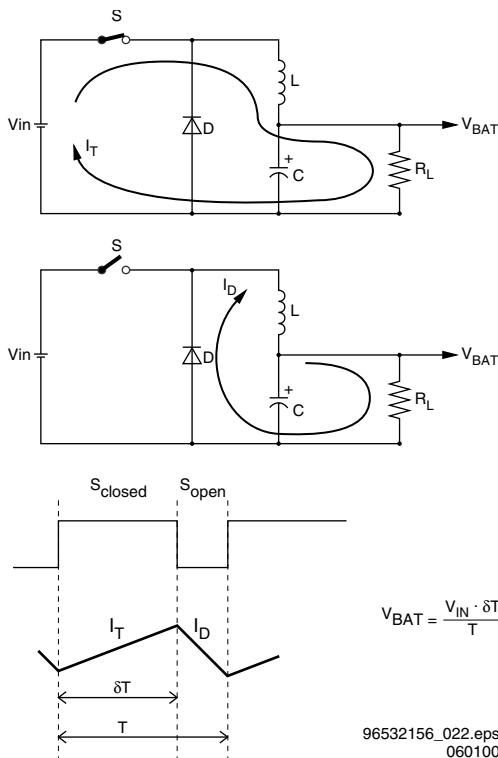 S
L
Vin
D
V_BAT
I_T
+
C
R_L
S
I_D
L
Vin
D
V_BAT
+
C
R_L
S_closed S_open
I_T I_D
δT
T
V_BAT = V_IN · δT / T
96532156_022.eps
060100